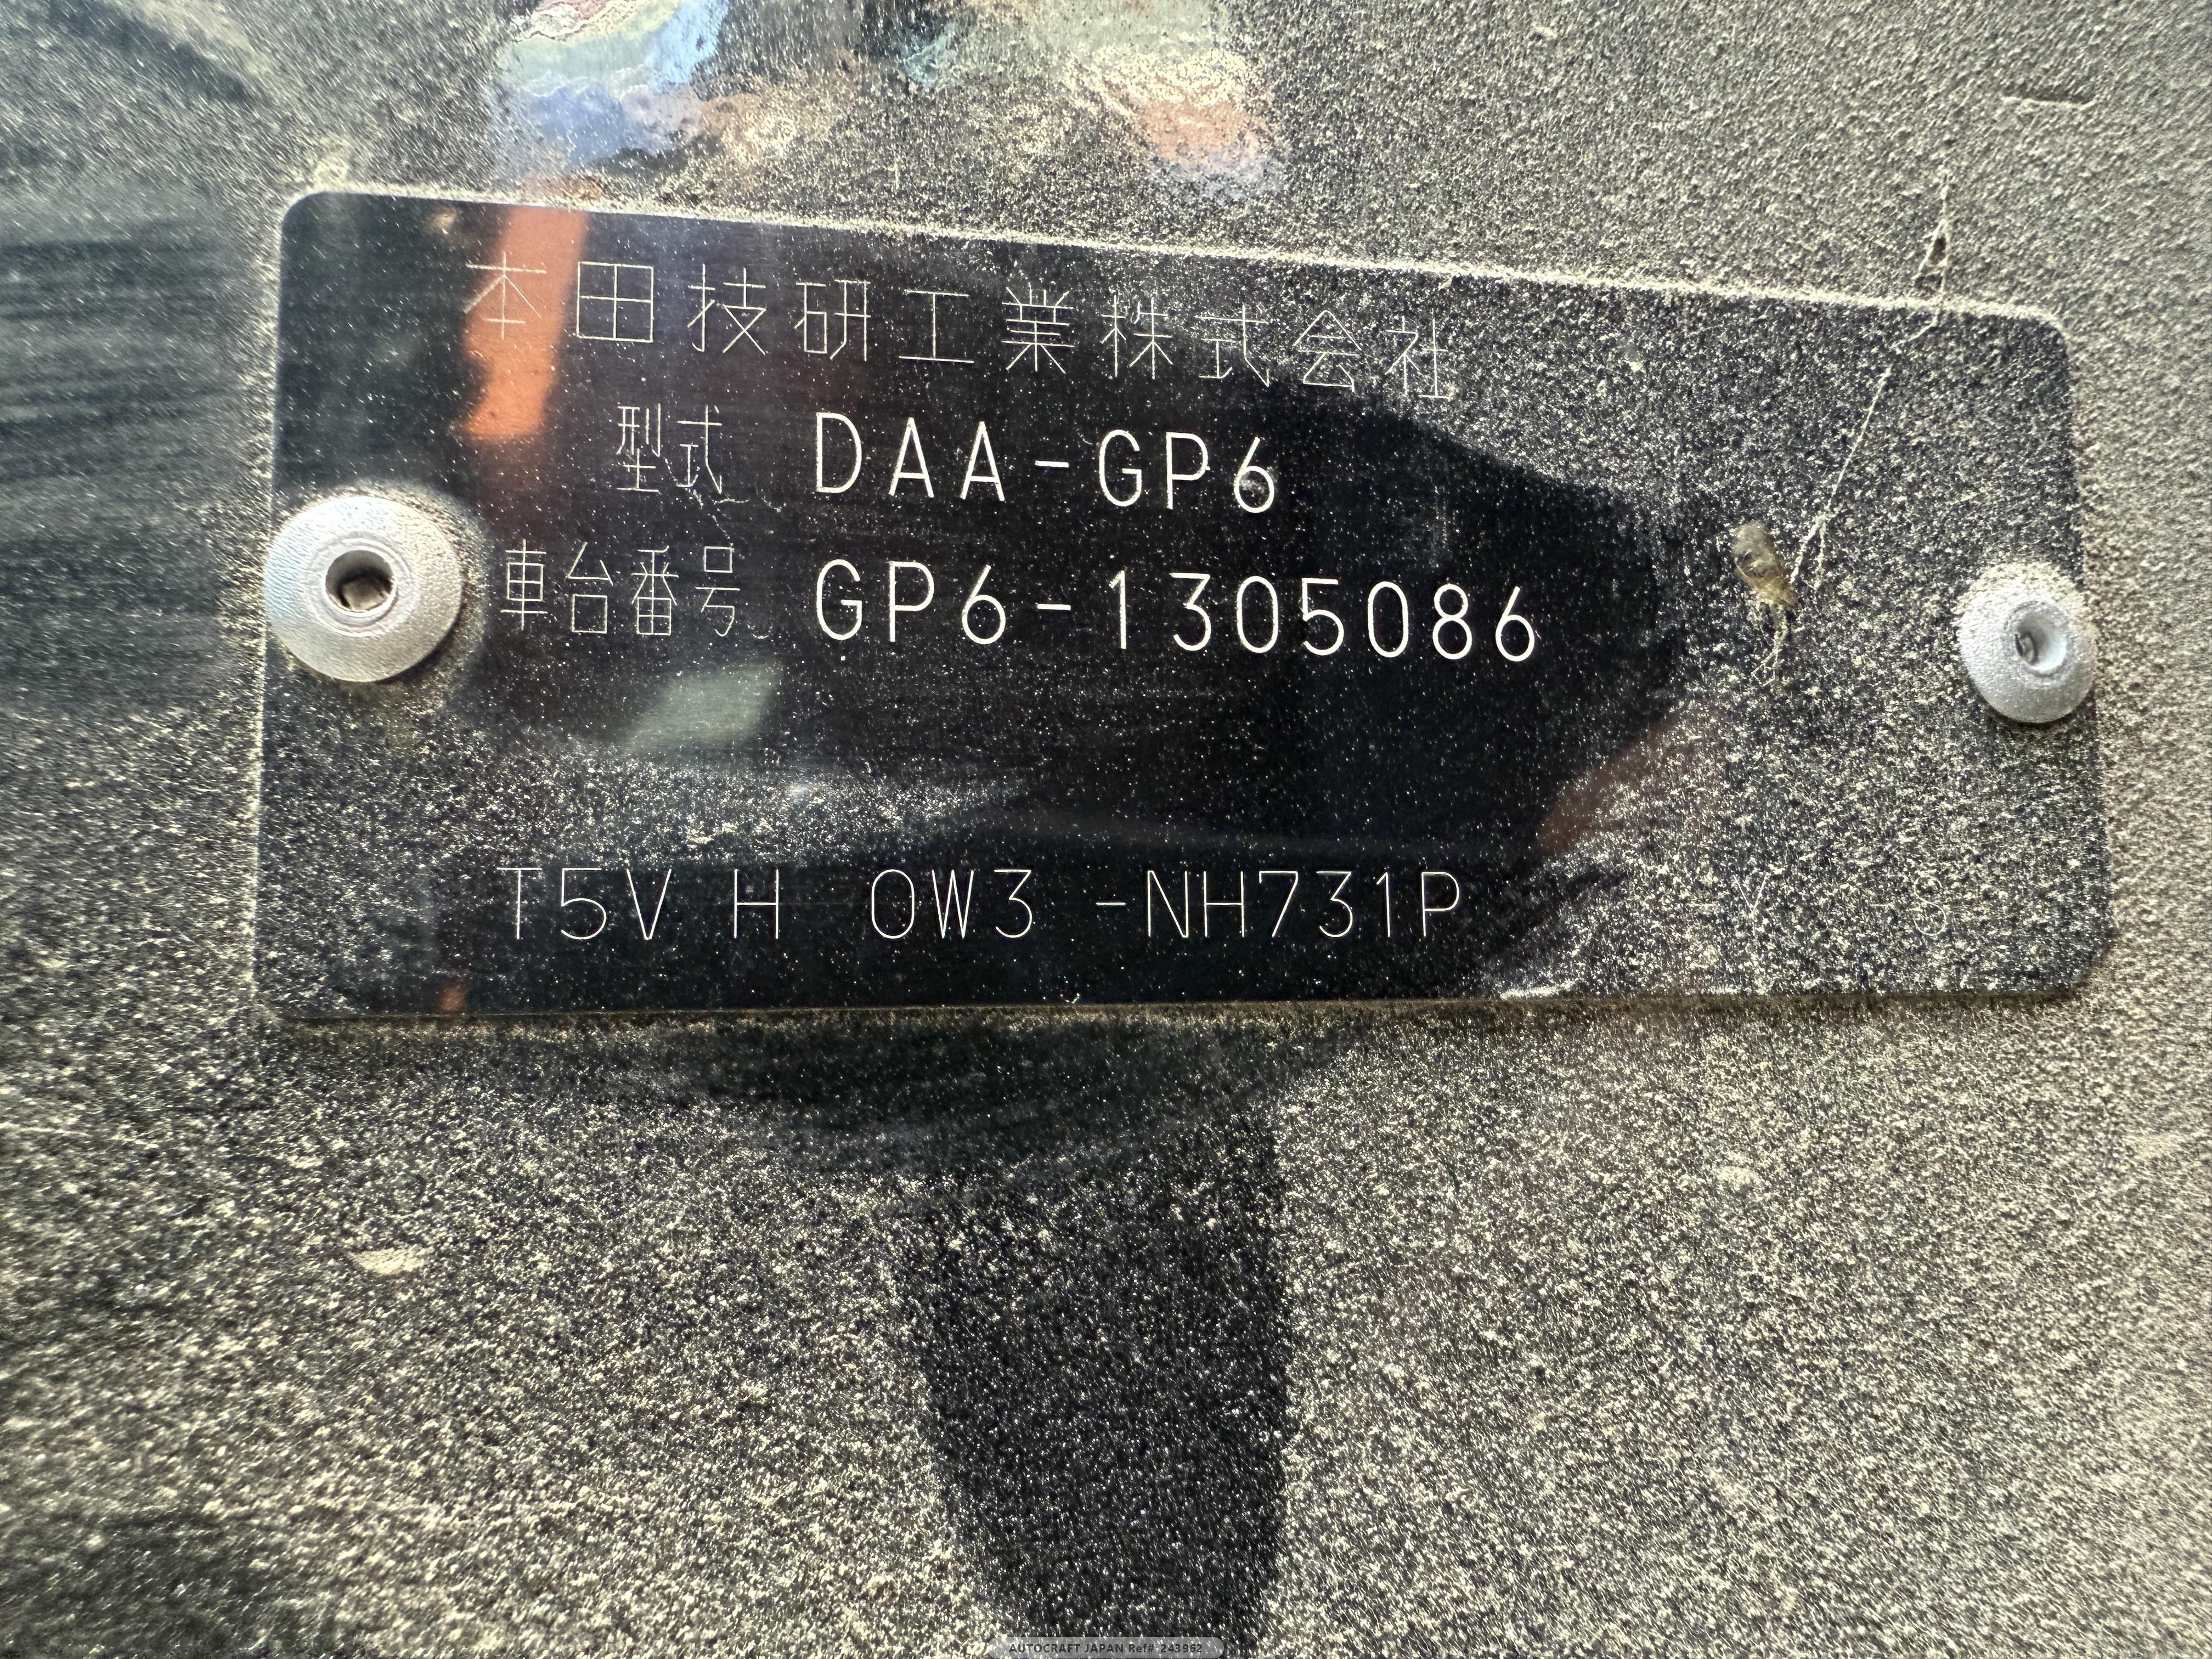 本田技研工業株式会社
型式 DAA-GP6
車台番号 GP6-1305086
T5V H 0W3 -NH731P -Y -S
AUTOCRAFT JAPAN Ref# 243962